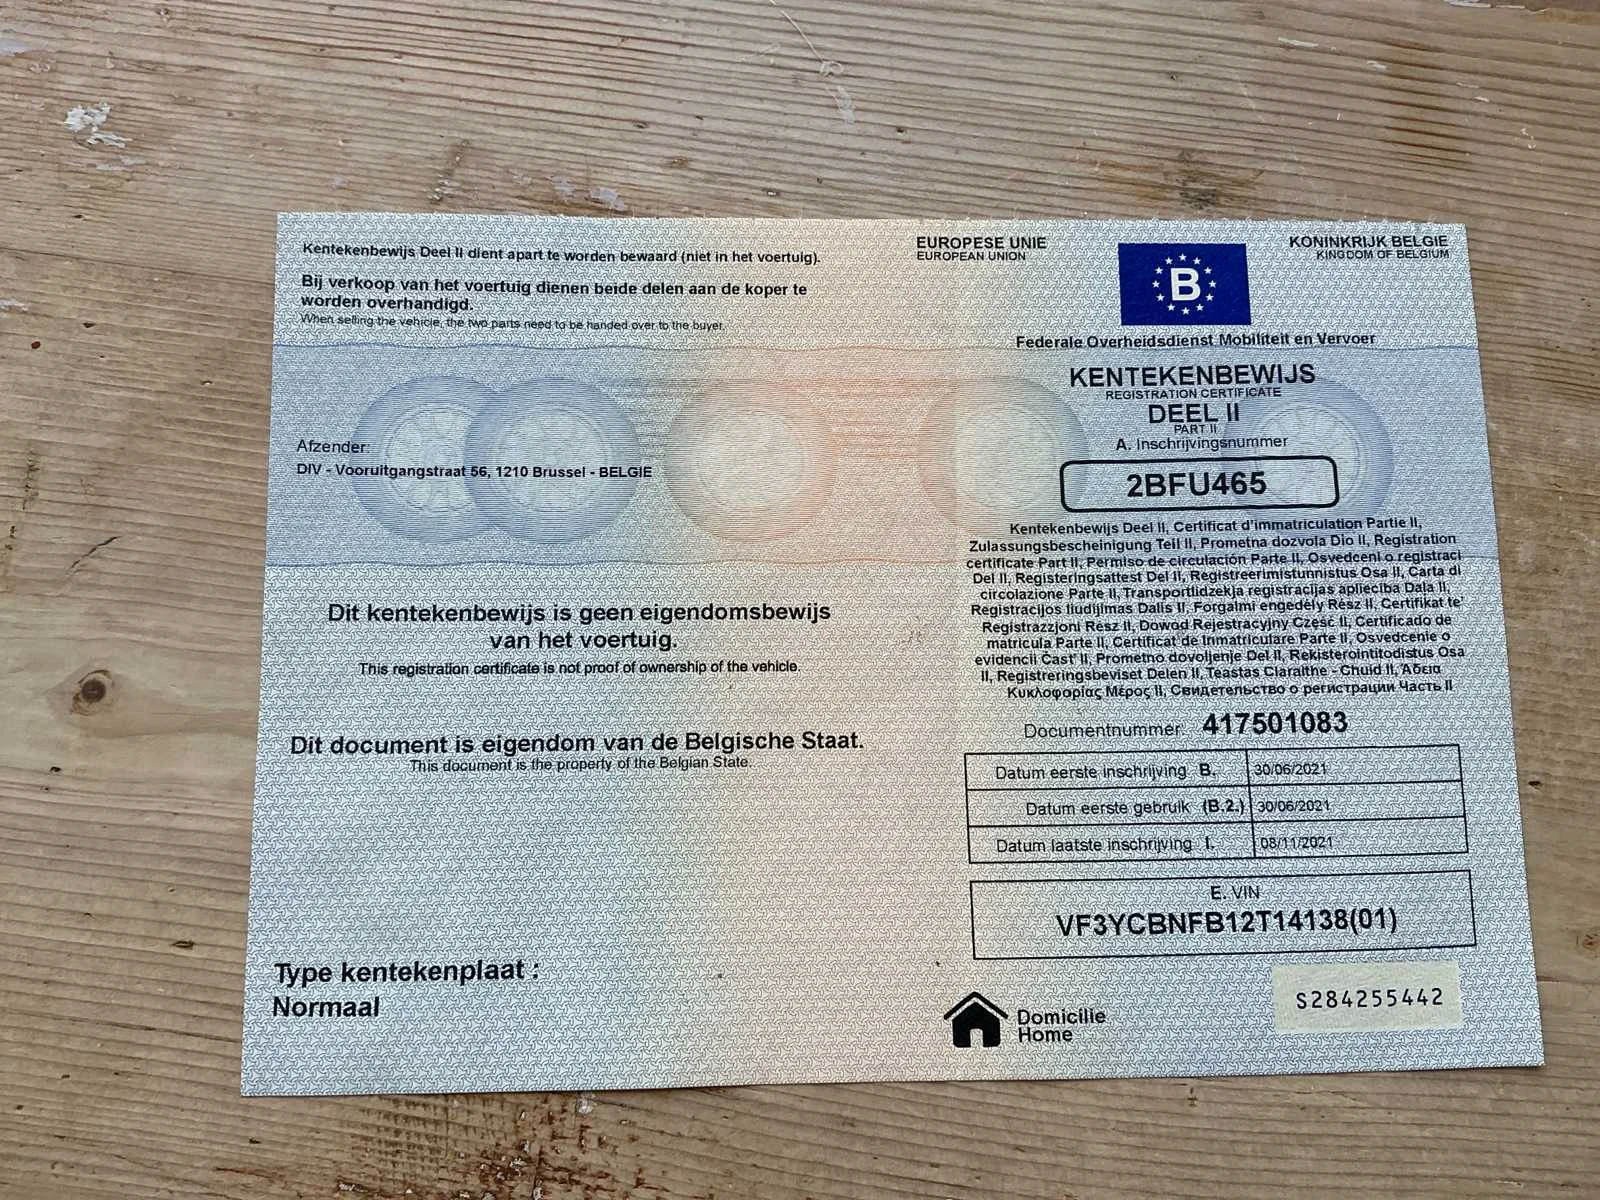 Kentekenbewijs Deel II dient apart te worden bewaard (niet in het voertuig).
Bij verkoop van het voertuig dienen beide delen aan de koper te
worden overhandigd.
When selling the vehicle, the two parts need to be handed over to the buyer.
Afzender:
DIV - Vooruitgangstraat 56, 1210 Brussel - BELGIE
Dit kentekenbewijs is geen eigendomsbewijs
van het voertuig.
This registration certificate is not proof of ownership of the vehicle.
Dit document is eigendom van de Belgische Staat.
This document is the property of the Belgian State.
Type kentekenplaat :
Normaal
EUROPESE UNIE
EUROPEAN UNION
B
KONINKRIJK BELGIE
KINGDOM OF BELGIUM
Federale Overheidsdienst Mobiliteit en Vervoer
KENTEKENBEWIJS
REGISTRATION CERTIFICATE
DEEL II
PART II
A. Inschrijvingsnummer
2BFU465
Kentekenbewijs Deel II, Certificat d'immatriculation Partie II,
Zulassungsbescheinigung Teil II, Prometna dozvola Dio II, Registration
certificate Part II, Permiso de circulación Parte II, Osvedceni o registraci
Del II, Registeringsattest Del II, Registreerimistunnistus Osa II, Carta di
circolazione Parte II, Transportlidzekja registracijas apliecība Daļa II,
Registracijos liudijimas Dalis II, Forgalmi engedély Rész II, Certifikat te'
Registrazzjoni Rész II, Dowod Rejestracyjny Część II, Certificado de
matricula Parte II, Certificat de Inmatriculare Parte II, Osvedcenie o
evidencii Časť II, Prometno dovoljenje Del II, Rekisterointitodistus Osa
II, Registreringsbeviset Delen II, Teastas Claraithe - Chuid II, Άδεια
Κυκλοφορίας Μέρος II, Свидетельство о регистрации Часть II
Documentnummer: 417501083
Datum eerste inschrijving B. 30/06/2021
Datum eerste gebruik (B.2.) 30/06/2021
Datum laatste inschrijving I. 08/11/2021
E. VIN
VF3YCBNFB12T14138(01)
Domicilie
Home
S284255442